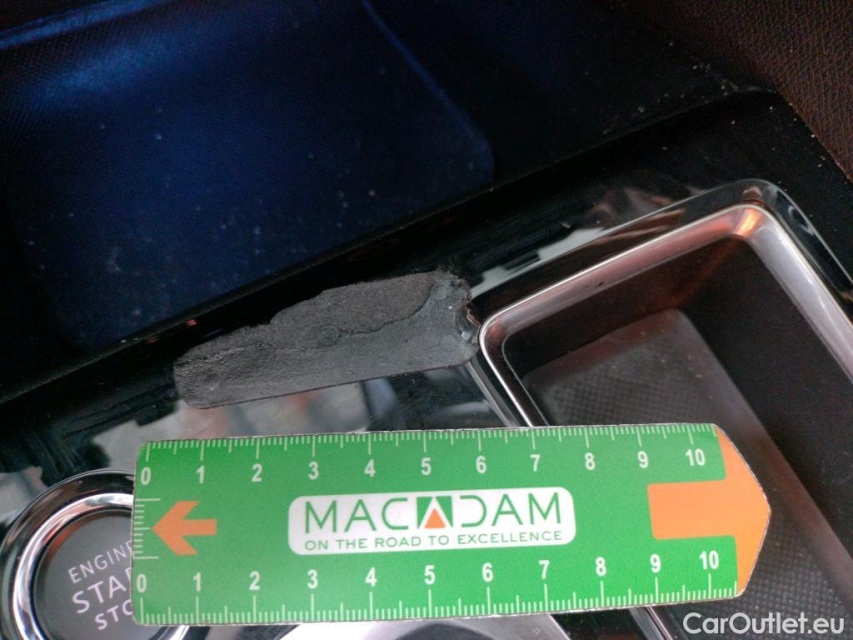 0 1 2 3 4 5 6 7 8 9 10
MACADAM
ON THE ROAD TO EXCELLENCE
0 1 2 3 4 5 6 7 8 9 10
ENGINE
STA
STO
CarOutlet.eu